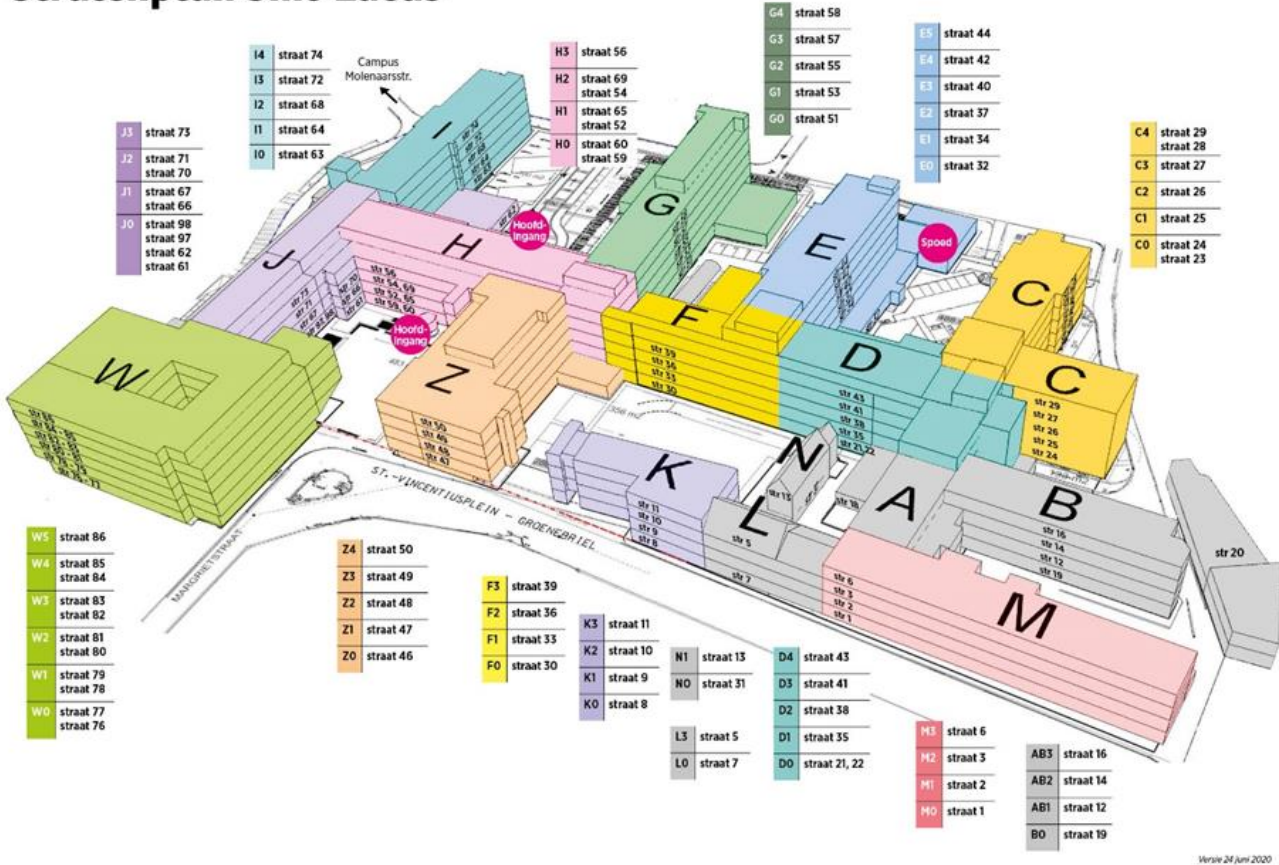 I4 straat 74
I3 straat 72
I2 straat 68
I1 straat 64
I0 straat 63
Campus
Molenaarsstr.
H3 straat 56
H2 straat 69
straat 54
H1 straat 65
straat 52
H0 straat 60
straat 59
G4 straat 58
G3 straat 57
G2 straat 55
G1 straat 53
G0 straat 51
E5 straat 44
E4 straat 42
E3 straat 40
E2 straat 37
E1 straat 34
E0 straat 32
J3 straat 73
J2 straat 71
straat 70
J1 straat 67
straat 66
J0 straat 98
straat 97
straat 62
straat 61
C4 straat 29
straat 28
C3 straat 27
C2 straat 26
C1 straat 25
C0 straat 24
straat 23
I
G
H
J
E
C
Hoofd-
ingang
Spoed
str 56
str 54, 69
str 52, 65
str 59, 60
Hoofd-
ingang
W
Z
F
D
C
str 39
str 36
str 33
str 30
str 43
str 41
str 38
str 35
str 21, 22
str 29
str 27
str 26
str 25
str 24
str 50
str 49
str 48
str 47
K
N
L
A
B
M
str 11
str 10
str 9
str 8
str 13
str 18
str 5
str 7
str 16
str 14
str 12
str 19
str 20
str 6
str 3
str 2
str 1
ST.-VINCENTIUSPLEIN - GROENEBRIEL
MARGRIETSTRAAT
W5 straat 86
W4 straat 85
straat 84
W3 straat 83
straat 82
W2 straat 81
straat 80
W1 straat 79
straat 78
W0 straat 77
straat 76
Z4 straat 50
Z3 straat 49
Z2 straat 48
Z1 straat 47
Z0 straat 46
F3 straat 39
F2 straat 36
F1 straat 33
F0 straat 30
K3 straat 11
K2 straat 10
K1 straat 9
K0 straat 8
N1 straat 13
N0 straat 31
L3 straat 5
L0 straat 7
D4 straat 43
D3 straat 41
D2 straat 38
D1 straat 35
D0 straat 21, 22
M3 straat 6
M2 straat 3
M1 straat 2
M0 straat 1
AB3 straat 16
AB2 straat 14
AB1 straat 12
B0 straat 19
Versie 24 juni 2020